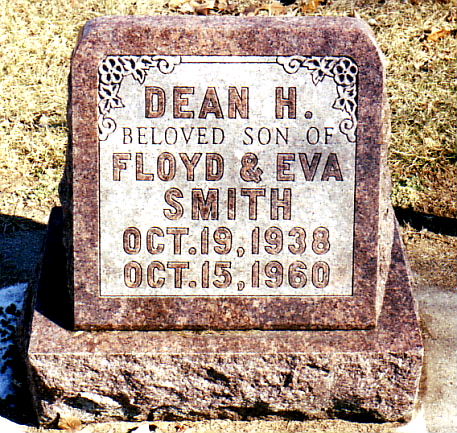 DEAN H.
BELOVED SON OF
FLOYD & EVA
SMITH
OCT.19,1938
OCT.15,1960